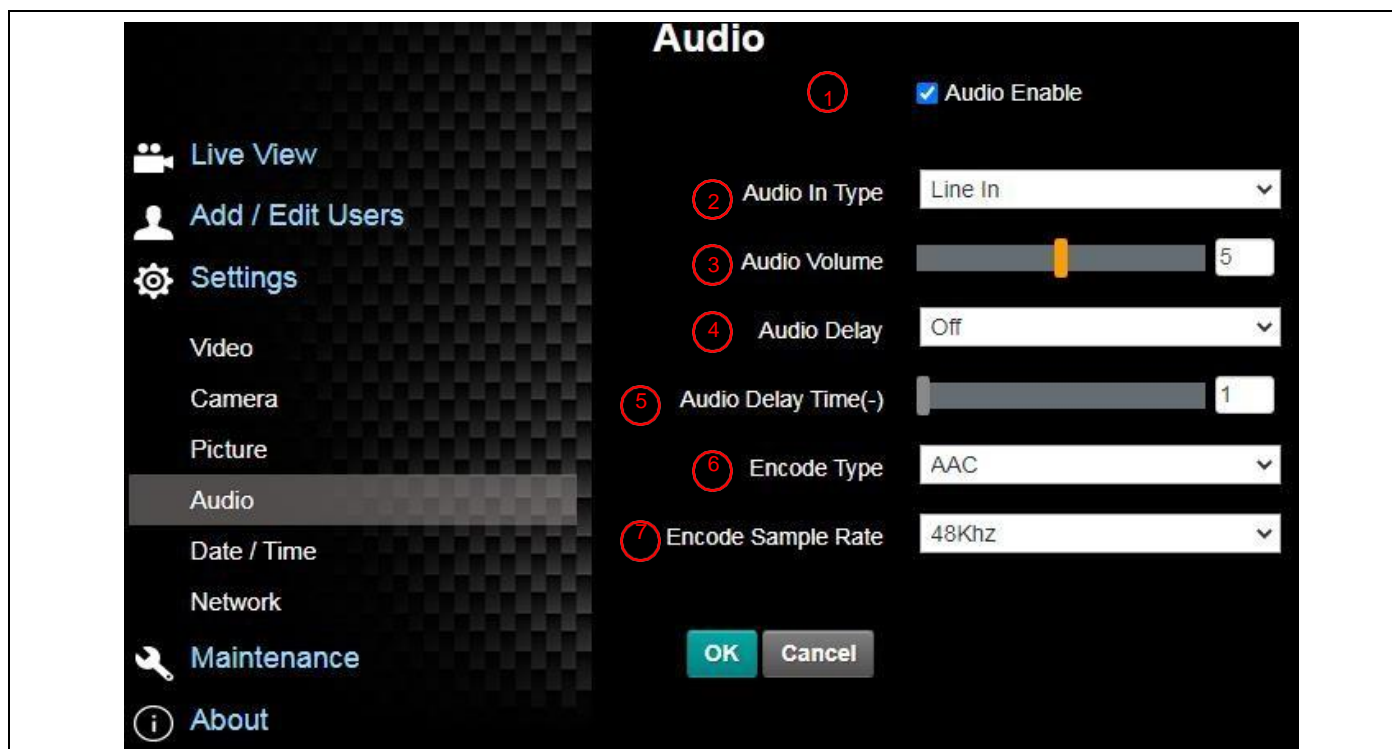 Audio
1 Audio Enable
Live View
Add / Edit Users
Settings
Video
Camera
Picture
Audio
Date / Time
Network
Maintenance
i About
2 Audio In Type Line In
3 Audio Volume 5
4 Audio Delay Off
5 Audio Delay Time(-) 1
6 Encode Type AAC
7 Encode Sample Rate 48Khz
OK Cancel